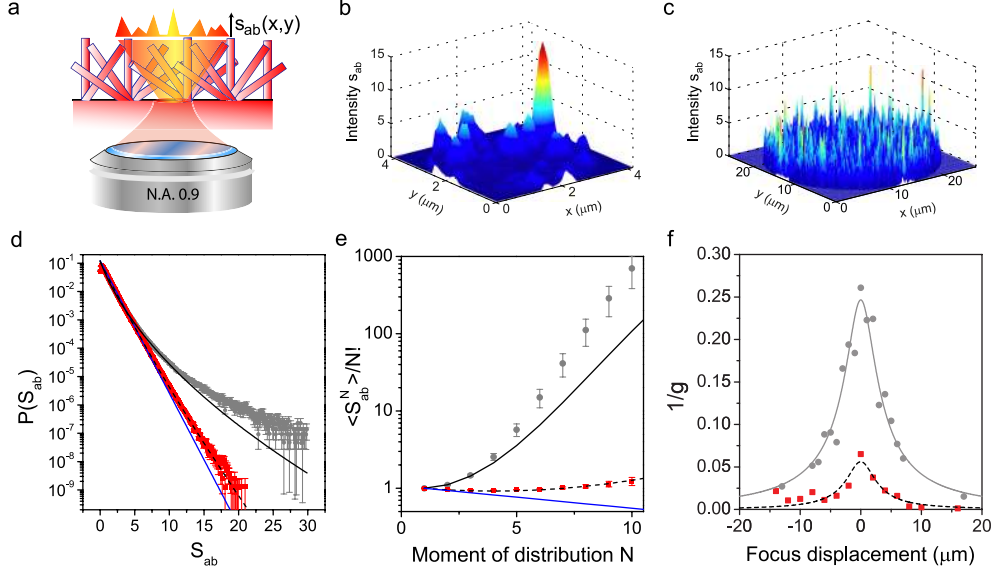 a
s_ab(x,y)
N.A. 0.9
b
Intensity s_ab
15
10
5
0
4
2
0
y (μm)
0
2
4
x (μm)
c
Intensity s_ab
15
10
5
0
20
10
0
y (μm)
0
10
20
x (μm)
d
P(S_ab)
10^-1
10^-2
10^-3
10^-4
10^-5
10^-6
10^-7
10^-8
10^-9
0 5 10 15 20 25 30
S_ab
e
<S_ab^N>/N!
1000
100
10
1
0 5 10
Moment of distribution N
f
1/g
0.30
0.25
0.20
0.15
0.10
0.05
0.00
-20 -10 0 10 20
Focus displacement (μm)